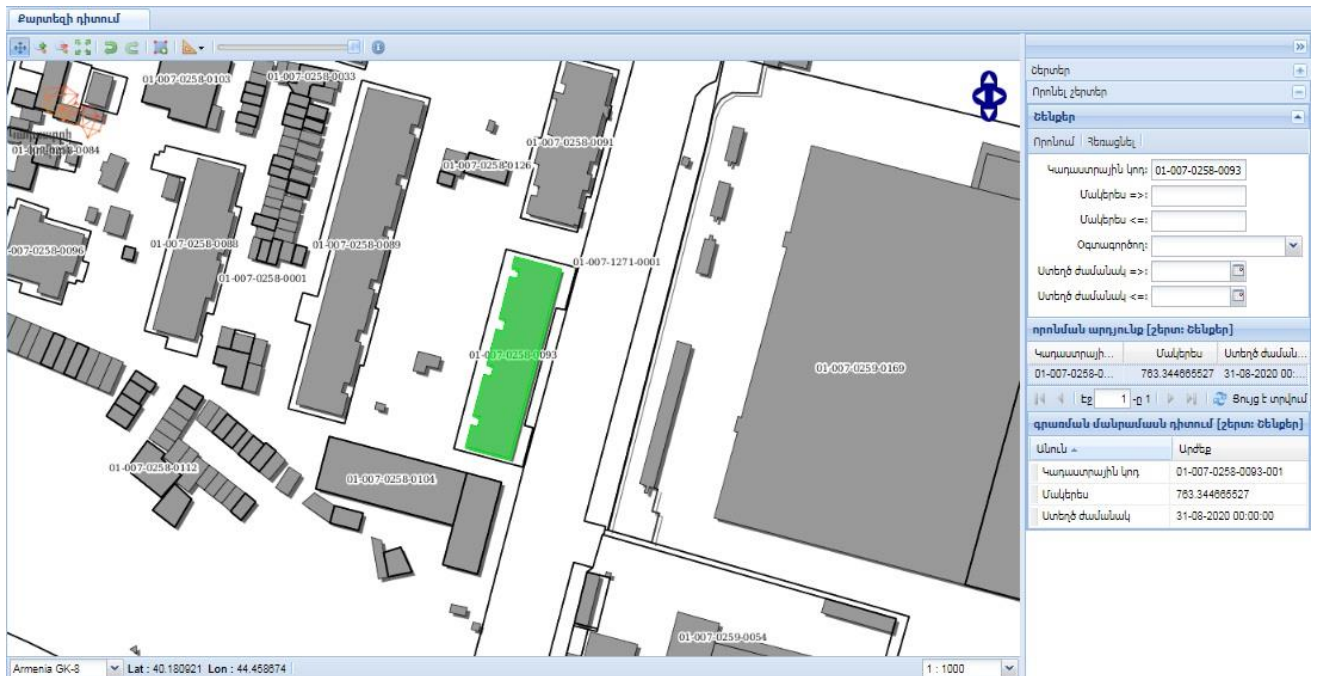 Քարտեզի դիտում
01-007-0258-0103
01-007-0258-0033
01-007-0258-0084
01-007-0258-0091
01-007-0258-0126
-007-0258-0096
01-007-0258-0088
01-007-0258-0089
01-007-0258-0001
01-007-1271-0001
01-007-0258-0093
01-007-0259-0169
01-007-0258-0112
01-007-0258-0104
01-007-0259-0054
Armenia GK-8 Lat : 40.180921 Lon : 44.458674 1 : 1000
Շերտեր
Որոնել շերտեր
Շենքեր
Որոնում Հեռացնել
Կադաստրային կոդ: 01-007-0258-0093
Մակերես =>:
Մակերես <=:
Օգտագործող:
Ստեղծ ժամանակ =>:
Ստեղծ ժամանակ <=:
որոնման արդյունք [շերտ: Շենքեր]
Կադաստրայի... Մակերես Ստեղծ ժաման...
01-007-0258-0... 763.344665527 31-08-2020 00:...
Էջ 1 -ը 1 Ցույց է տրվում
գրառման մանրամասն դիտում [շերտ: Շենքեր]
Անուն Արժեք
Կադաստրային կոդ 01-007-0258-0093-001
Մակերես 763.344665527
Ստեղծ ժամանակ 31-08-2020 00:00:00